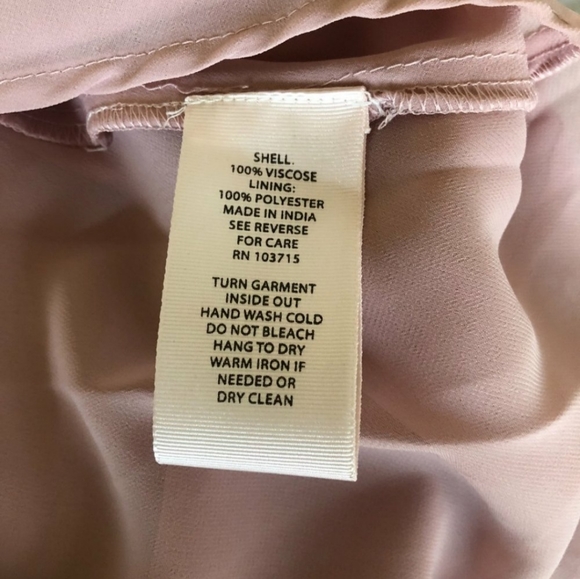 SHELL.
100% VISCOSE
LINING:
100% POLYESTER
MADE IN INDIA
SEE REVERSE
FOR CARE
RN 103715
TURN GARMENT
INSIDE OUT
HAND WASH COLD
DO NOT BLEACH
HANG TO DRY
WARM IRON IF
NEEDED OR
DRY CLEAN